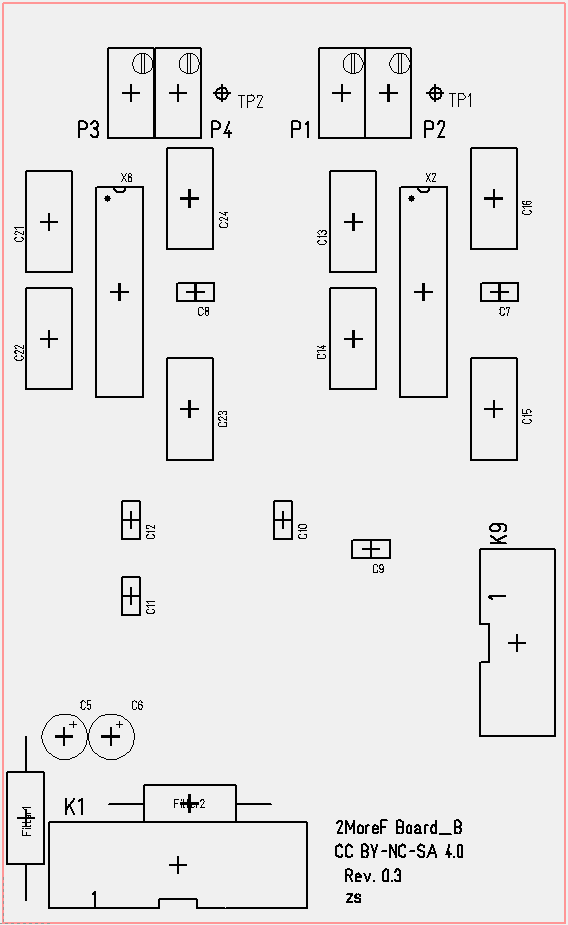 TP2
TP1
P3
P4
P1
P2
X6
X2
C21
C24
C13
C16
C8
C7
C22
C23
C14
C15
C12
C10
K9
C9
C11
1
C5
C6
Filter1
K1
Filter2
1
2MoreF Board_B
CC BY-NC-SA 4.0
Rev. 0.3
zs